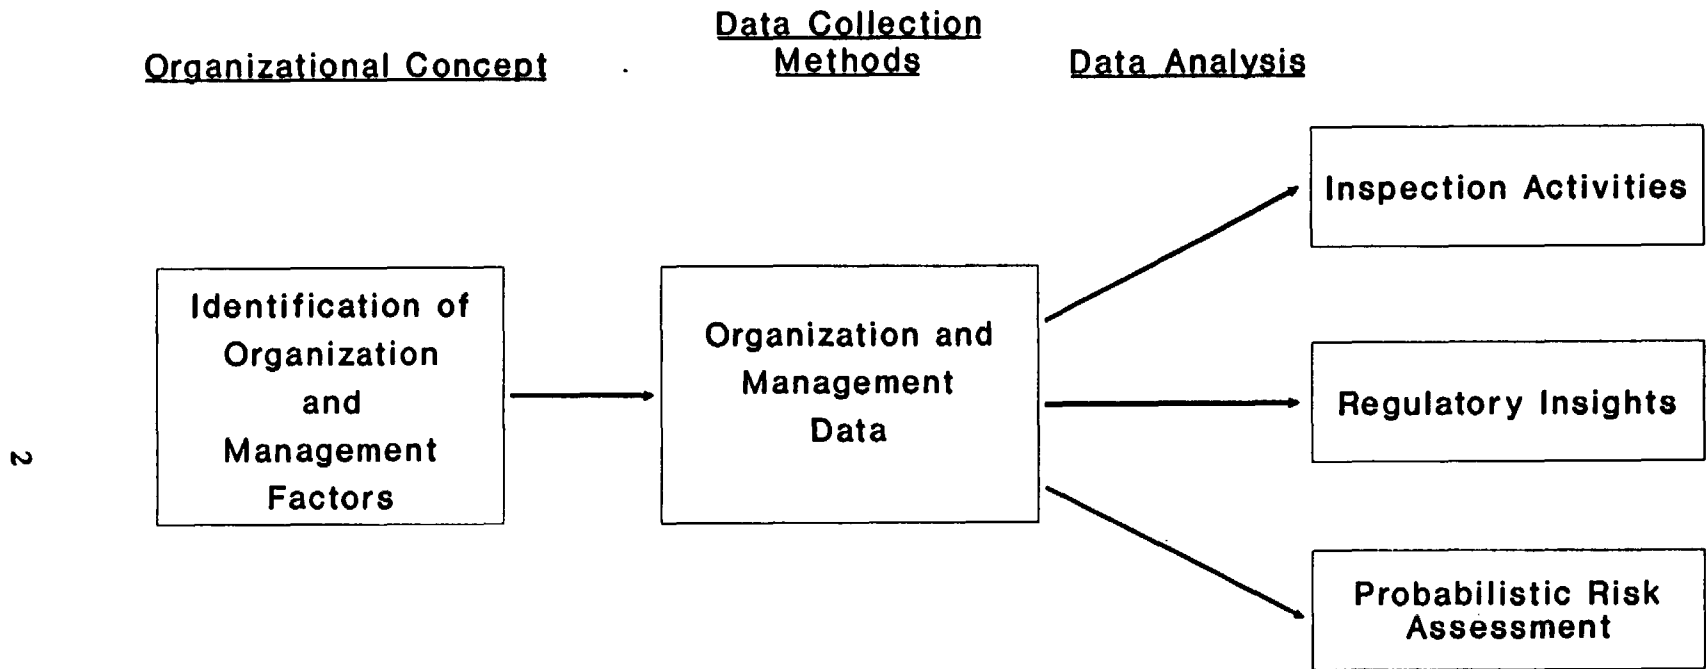 Organizational Concept
Data Collection
Methods
Data Analysis
Identification of
Organization
and
Management
Factors
Organization and
Management
Data
Inspection Activities
Regulatory Insights
Probabilistic Risk
Assessment
2